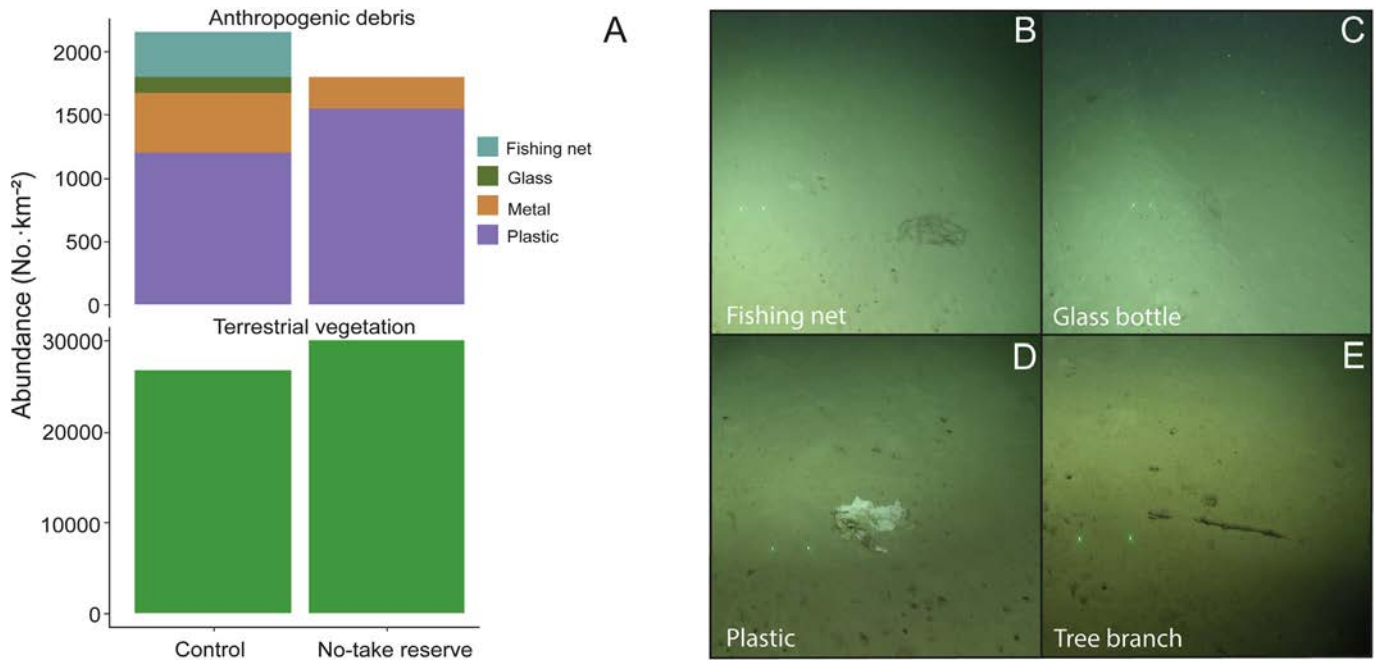 Anthropogenic debris
A
2000
1500
1000
500
0
Abundance (No.·km⁻²)
Fishing net
Glass
Metal
Plastic
Terrestrial vegetation
30000
20000
10000
0
Control No-take reserve
B
Fishing net
C
Glass bottle
D
Plastic
E
Tree branch